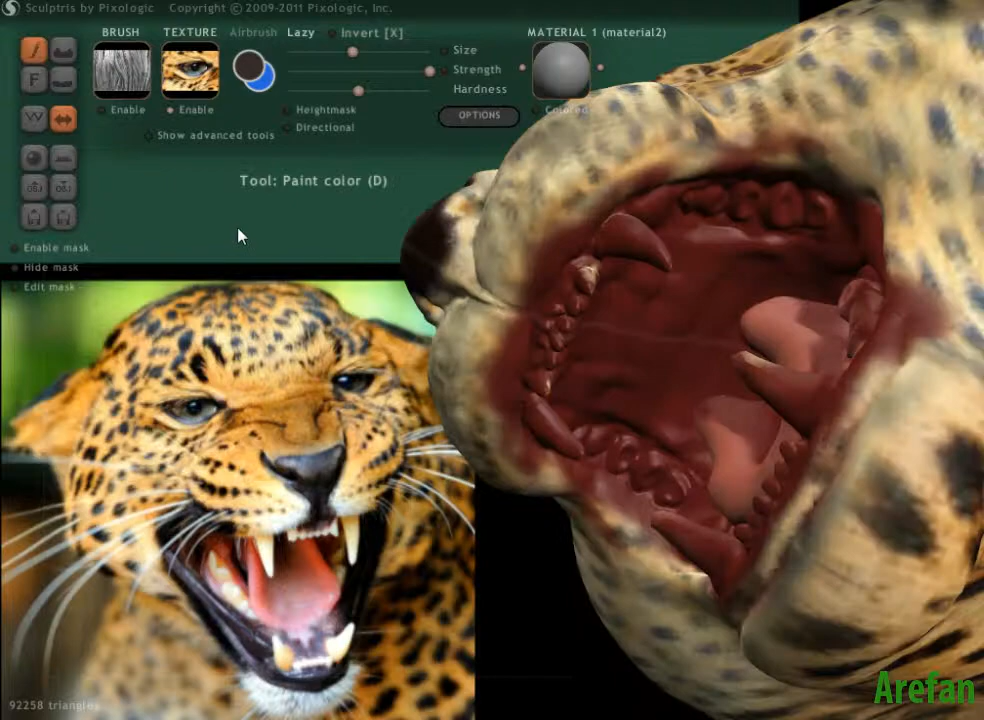 Sculptris by Pixologic Copyright © 2009-2011 Pixologic, Inc.
BRUSH TEXTURE Airbrush Lazy Invert [X] MATERIAL 1 (material2)
Size
Strength
Hardness
Enable Enable Heightmask OPTIONS Colored
Directional
Show advanced tools
F
OBJ OBJ
Tool: Paint color (D)
Enable mask
Hide mask
Edit mask
92258 triangles
Arefan